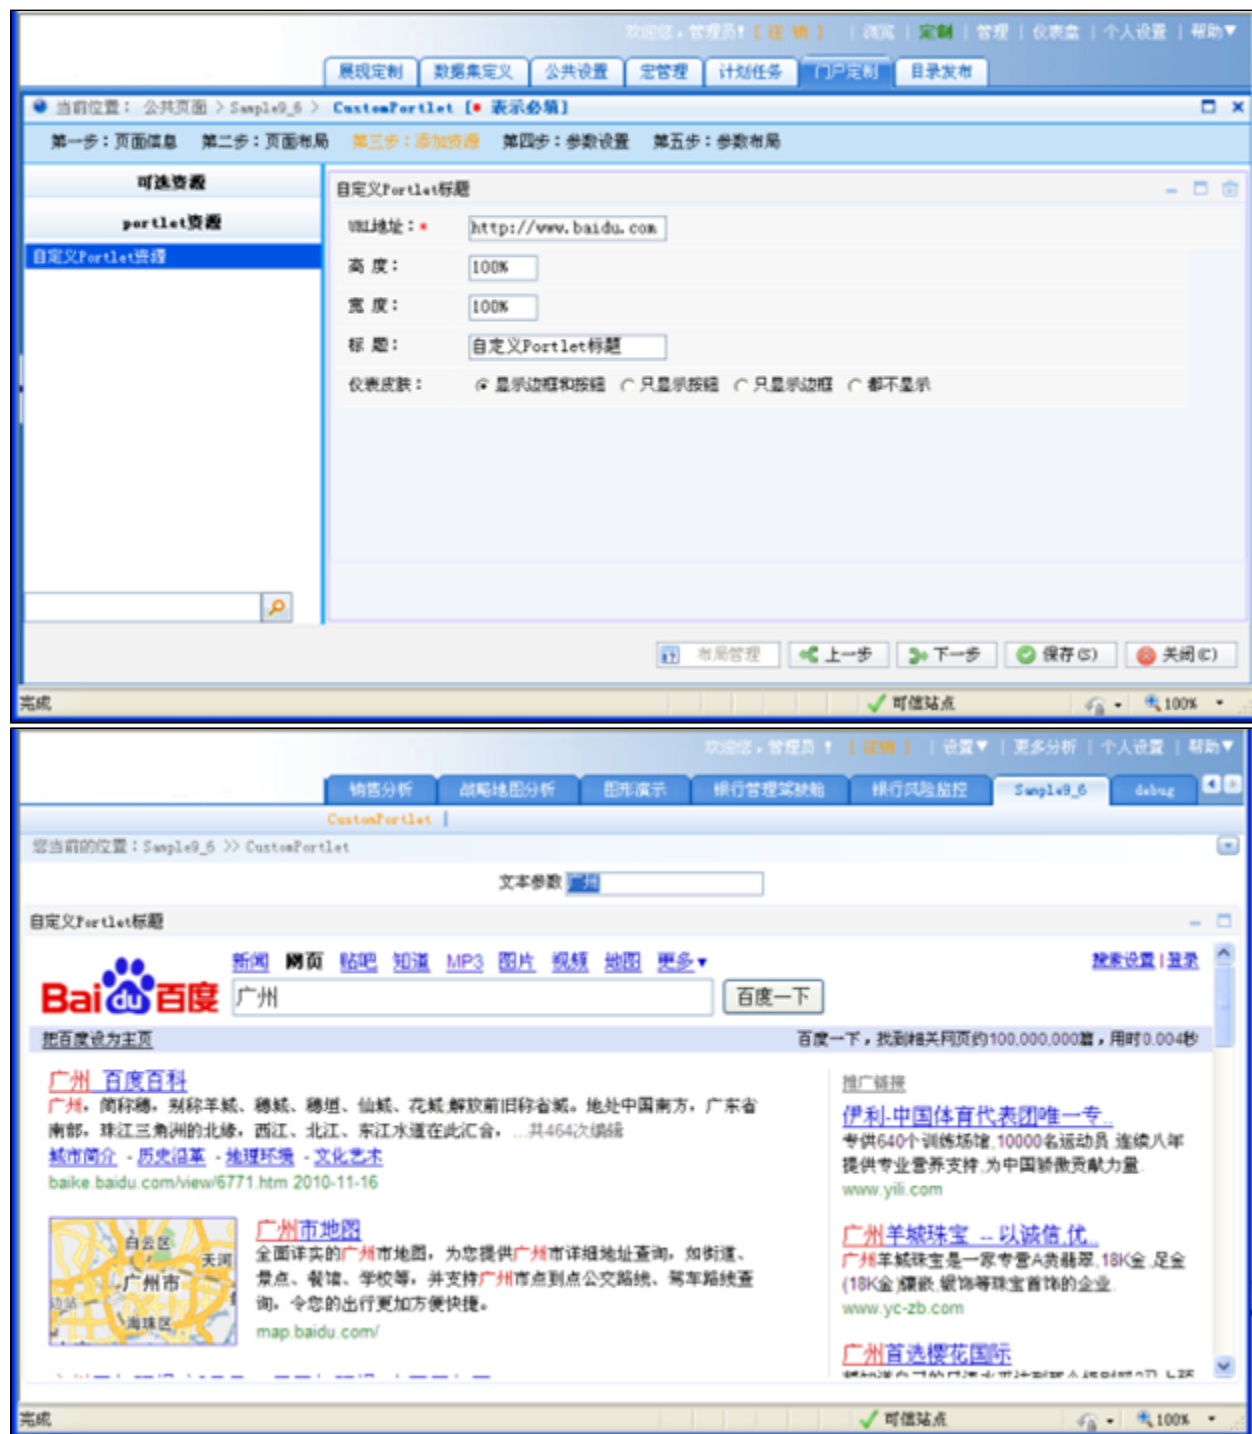 欢迎您，管理员! [ 注 销 ] | 浏览 | 定制 | 管理 | 仪表盘 | 个人设置 | 帮助▼
展现定制 数据集定义 公共设置 宏管理 计划任务 门户定制 目录发布
当前位置： 公共页面 > Sample9_6 > CustomPortlet [* 表示必填]
第一步：页面信息 第二步：页面布局 第三步：添加资源 第四步：参数设置 第五步：参数布局
可选资源
portlet资源
自定义Portlet资源
自定义Portlet标题
URL地址：* http://www.baidu.com
高 度： 100%
宽 度： 100%
标 题： 自定义Portlet标题
仪表皮肤： 显示边框和按钮 只显示按钮 只显示边框 都不显示
布局管理 上一步 下一步 保存(S) 关闭(C)
完成 可信站点 100%
欢迎您，管理员 ! [ 注销 ] | 设置▼ | 更多分析 | 个人设置 | 帮助▼
销售分析 战略地图分析 图形演示 银行管理驾驶舱 银行风险监控 Sample9_6 debug
CustomPortlet |
您当前的位置：Sample9_6 >> CustomPortlet
文本参数 广州
自定义Portlet标题
新闻 网页 贴吧 知道 MP3 图片 视频 地图 更多▼ 搜索设置 | 登录
Bai du 百度 广州 百度一下
把百度设为主页 百度一下，找到相关网页约100,000,000篇，用时0.004秒
广州_百度百科
广州，简称穗，别称羊城、穗城、穗垣、仙城、花城,解放前旧称省城。地处中国南方，广东省
南部，珠江三角洲的北缘，西江、北江、东江水道在此汇合，...共464次编辑
城市简介 - 历史沿革 - 地理环境 - 文化艺术
baike.baidu.com/view/6771.htm 2010-11-16
广州市地图
全面详实的广州市地图，为您提供广州市详细地址查询，如街道、
景点、餐馆、学校等，并支持广州市点到点公交路线、驾车路线查
询，令您的出行更加方便快捷。
map.baidu.com/
白云区
天河
广州市
海珠区
推广链接
伊利-中国体育代表团唯一专..
专供640个训练场馆,10000名运动员,连续八年
提供专业营养支持,为中国骄傲贡献力量.
www.yili.com
广州羊城珠宝 -- 以诚信,优..
广州羊城珠宝是一家专营A货翡翠,18K金,足金
(18K金)镶嵌,银饰等珠宝首饰的企业.
www.yc-zb.com
广州首选樱花国际
完成 可信站点 100%